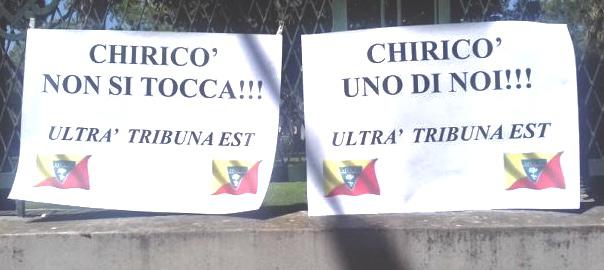 CHIRICO'
NON SI TOCCA!!!
ULTRA' TRIBUNA EST
CHIRICO'
UNO DI NOI!!!
ULTRA' TRIBUNA EST